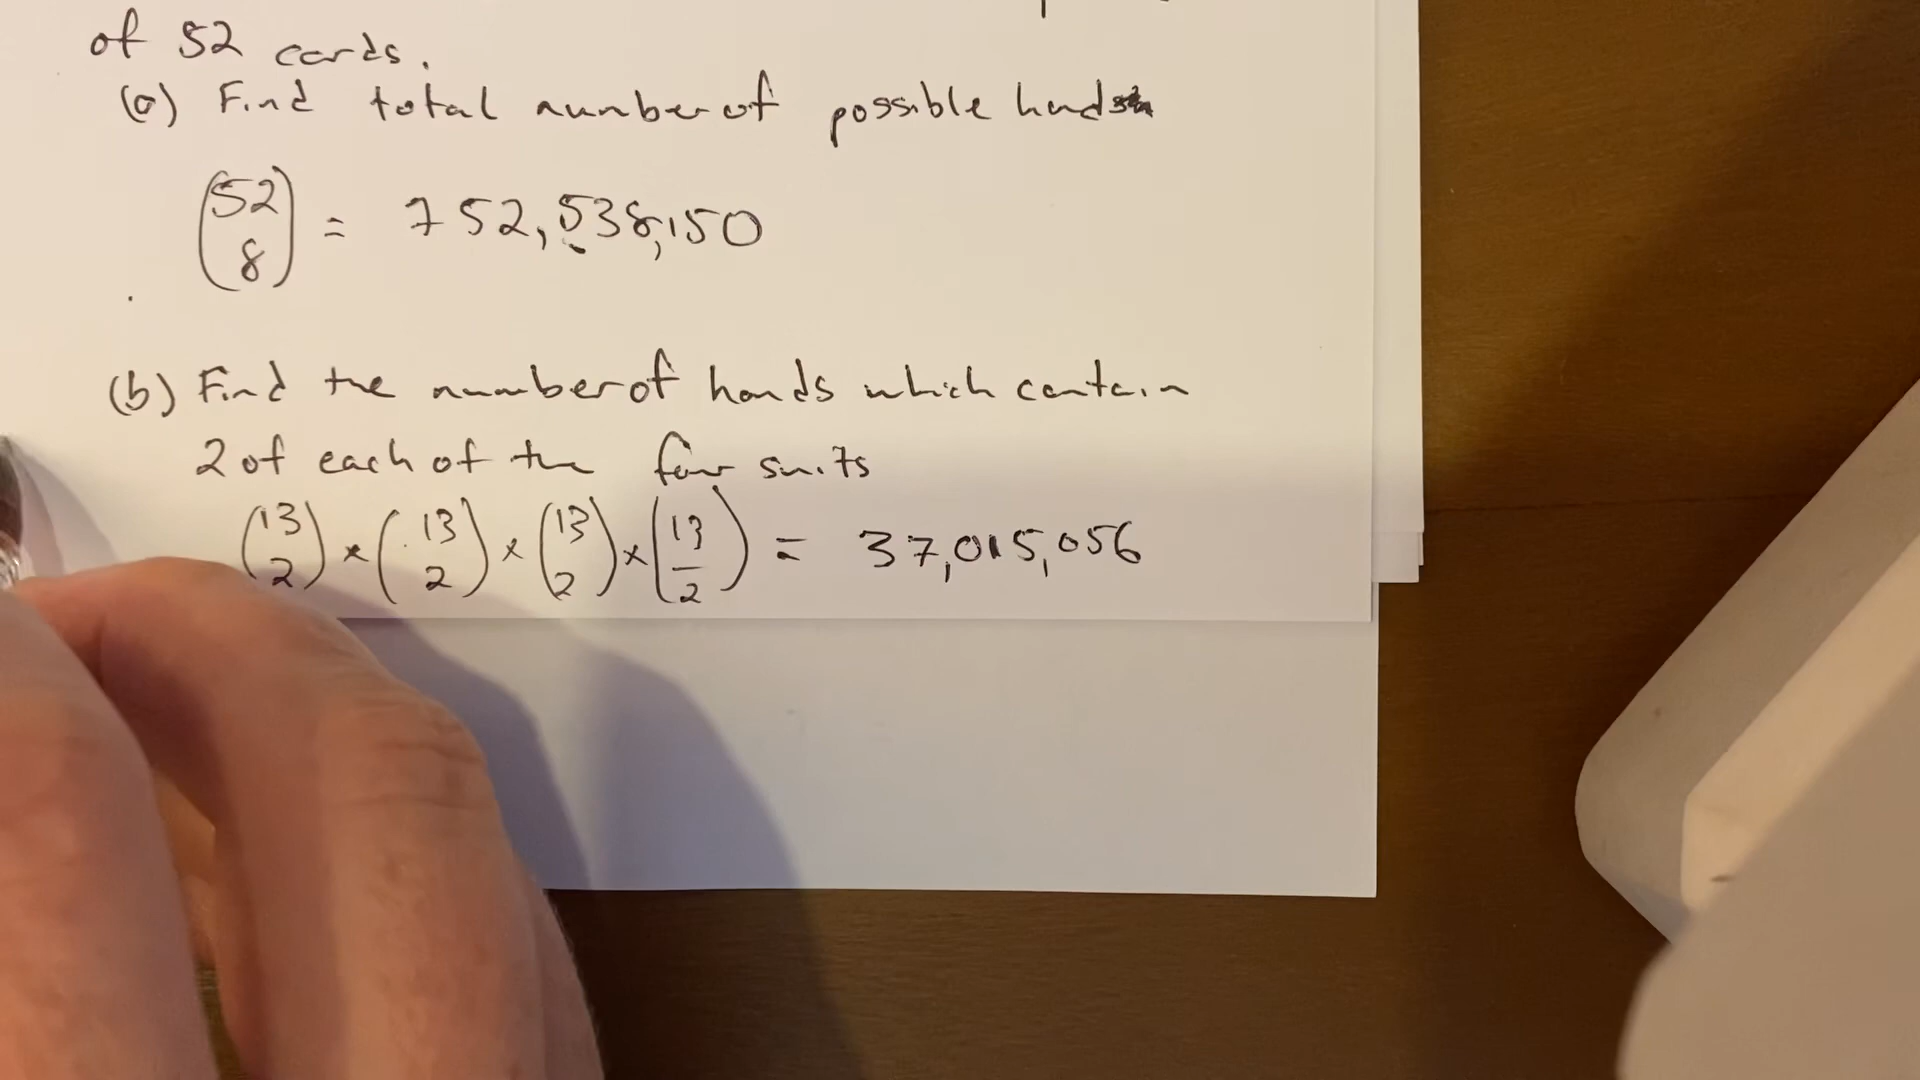 of 52 cards.
(a) Find total number of possible hands
(52 8) = 752,538,150
(b) Find the number of hands which contain
2 of each of the four suits
(13 2) × (13 2) × (13 2) × (13 2) = 37,015,056